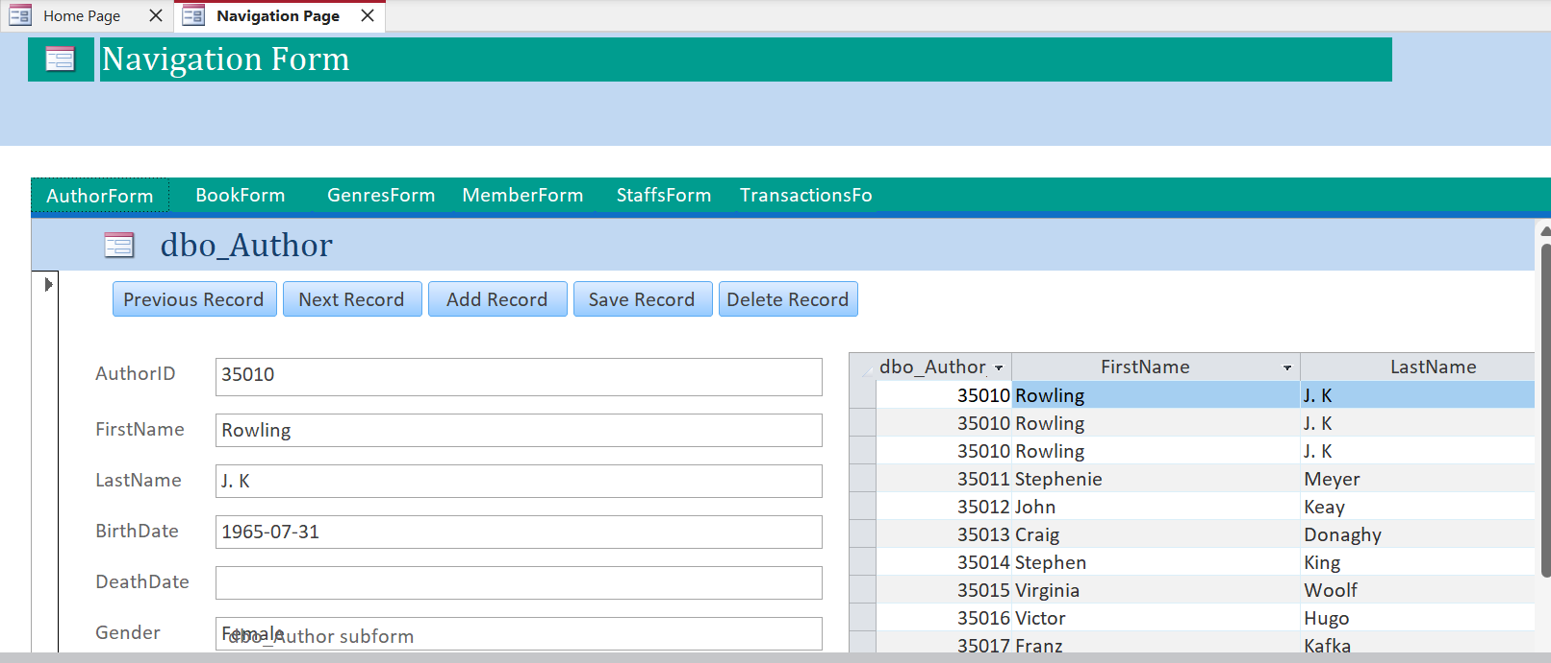 Home Page Navigation Page
Navigation Form
AuthorForm BookForm GenresForm MemberForm StaffsForm TransactionsFo
dbo_Author
Previous Record Next Record Add Record Save Record Delete Record
AuthorID 35010
FirstName Rowling
LastName J. K
BirthDate 1965-07-31
DeathDate
Gender Female
dbo_Author subform
dbo_Author FirstName LastName
35010 Rowling J. K
35010 Rowling J. K
35010 Rowling J. K
35011 Stephenie Meyer
35012 John Keay
35013 Craig Donaghy
35014 Stephen King
35015 Virginia Woolf
35016 Victor Hugo
35017 Franz Kafka